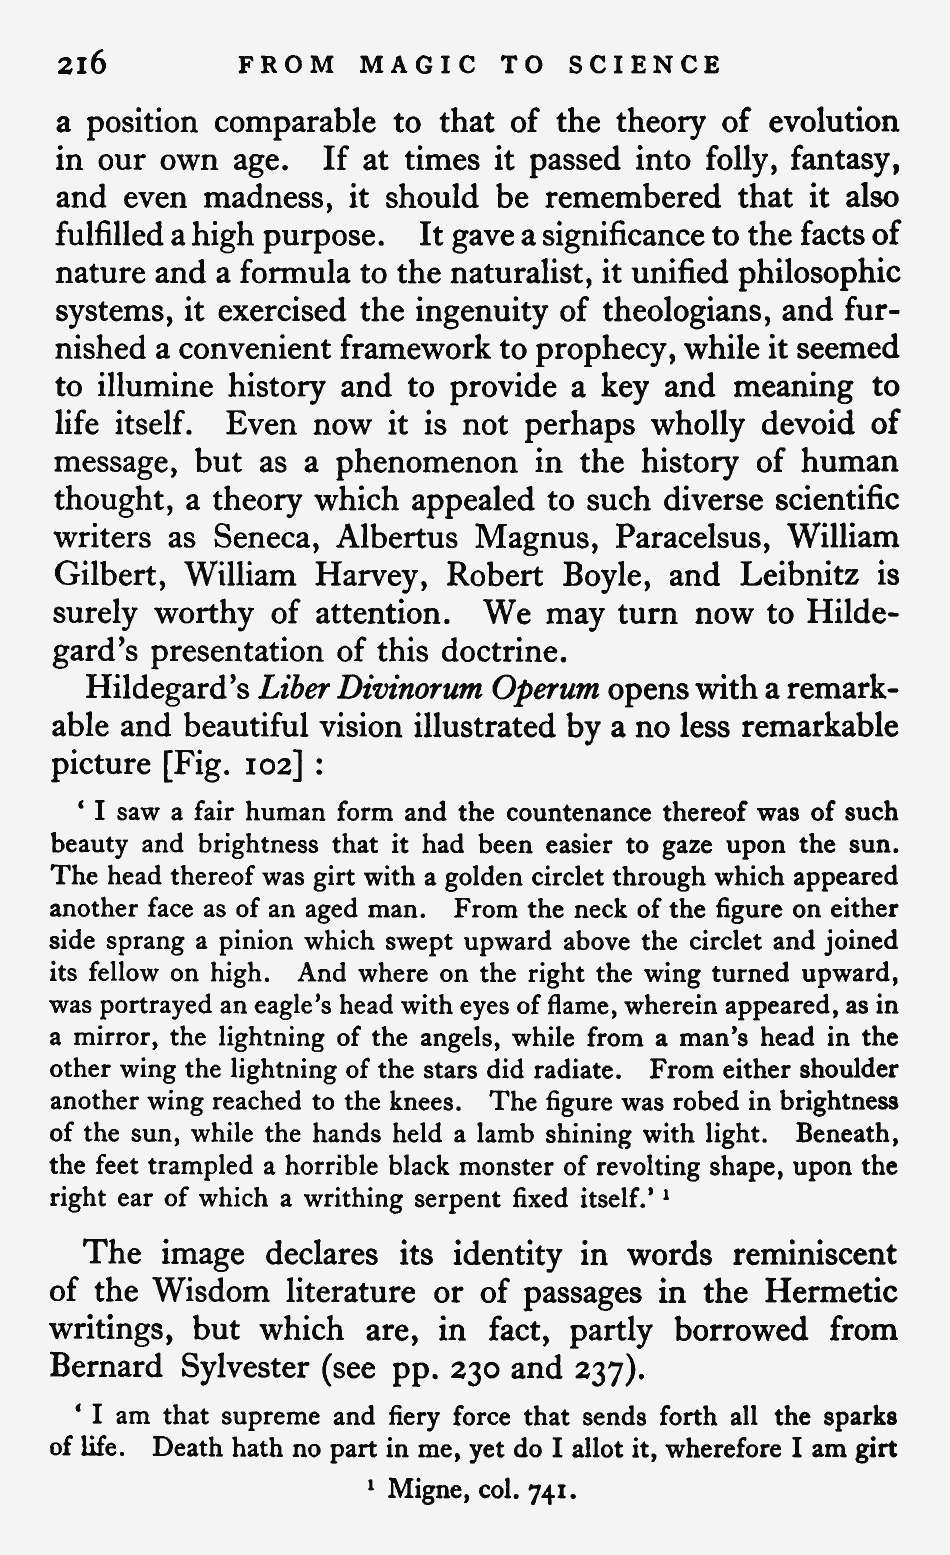 216 FROM MAGIC TO SCIENCE
a position comparable to that of the theory of evolution
in our own age. If at times it passed into folly, fantasy,
and even madness, it should be remembered that it also
fulfilled a high purpose. It gave a significance to the facts of
nature and a formula to the naturalist, it unified philosophic
systems, it exercised the ingenuity of theologians, and fur-
nished a convenient framework to prophecy, while it seemed
to illumine history and to provide a key and meaning to
life itself. Even now it is not perhaps wholly devoid of
message, but as a phenomenon in the history of human
thought, a theory which appealed to such diverse scientific
writers as Seneca, Albertus Magnus, Paracelsus, William
Gilbert, William Harvey, Robert Boyle, and Leibnitz is
surely worthy of attention. We may turn now to Hilde-
gard's presentation of this doctrine.
Hildegard's Liber Divinorum Operum opens with a remark-
able and beautiful vision illustrated by a no less remarkable
picture [Fig. 102] :
‘ I saw a fair human form and the countenance thereof was of such
beauty and brightness that it had been easier to gaze upon the sun.
The head thereof was girt with a golden circlet through which appeared
another face as of an aged man. From the neck of the figure on either
side sprang a pinion which swept upward above the circlet and joined
its fellow on high. And where on the right the wing turned upward,
was portrayed an eagle's head with eyes of flame, wherein appeared, as in
a mirror, the lightning of the angels, while from a man's head in the
other wing the lightning of the stars did radiate. From either shoulder
another wing reached to the knees. The figure was robed in brightness
of the sun, while the hands held a lamb shining with light. Beneath,
the feet trampled a horrible black monster of revolting shape, upon the
right ear of which a writhing serpent fixed itself.’ ¹
The image declares its identity in words reminiscent
of the Wisdom literature or of passages in the Hermetic
writings, but which are, in fact, partly borrowed from
Bernard Sylvester (see pp. 230 and 237).
‘ I am that supreme and fiery force that sends forth all the sparks
of life. Death hath no part in me, yet do I allot it, wherefore I am girt
¹ Migne, col. 741.